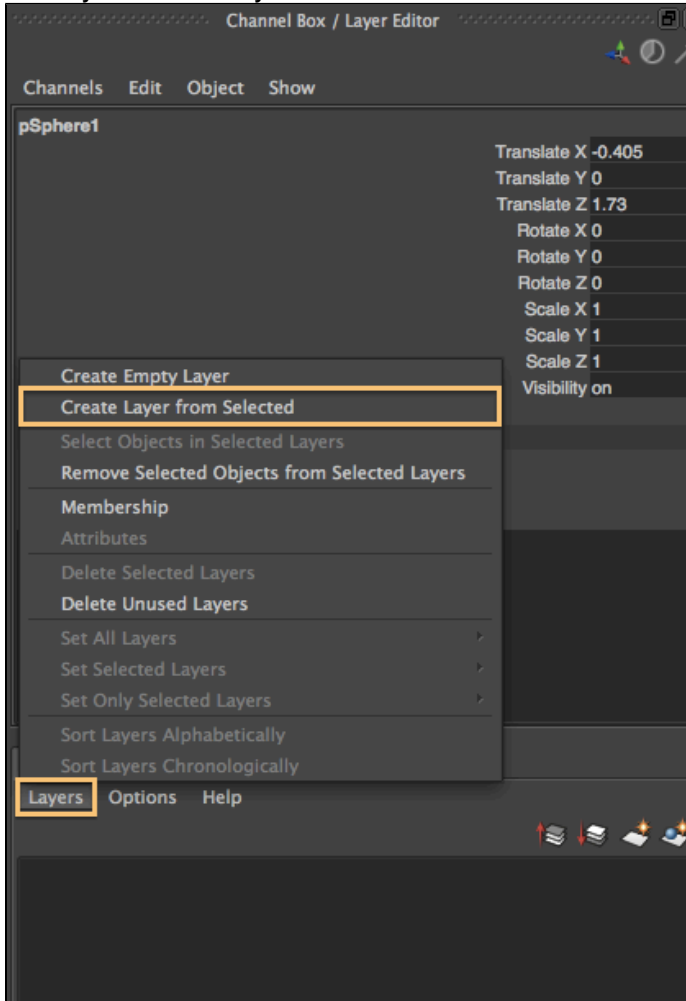 Channel Box / Layer Editor
Channels Edit Object Show
pSphere1
Translate X -0.405
Translate Y 0
Translate Z 1.73
Rotate X 0
Rotate Y 0
Rotate Z 0
Scale X 1
Scale Y 1
Scale Z 1
Visibility on
Create Empty Layer
Create Layer from Selected
Select Objects in Selected Layers
Remove Selected Objects from Selected Layers
Membership
Attributes
Delete Selected Layers
Delete Unused Layers
Set All Layers
Set Selected Layers
Set Only Selected Layers
Sort Layers Alphabetically
Sort Layers Chronologically
Layers Options Help